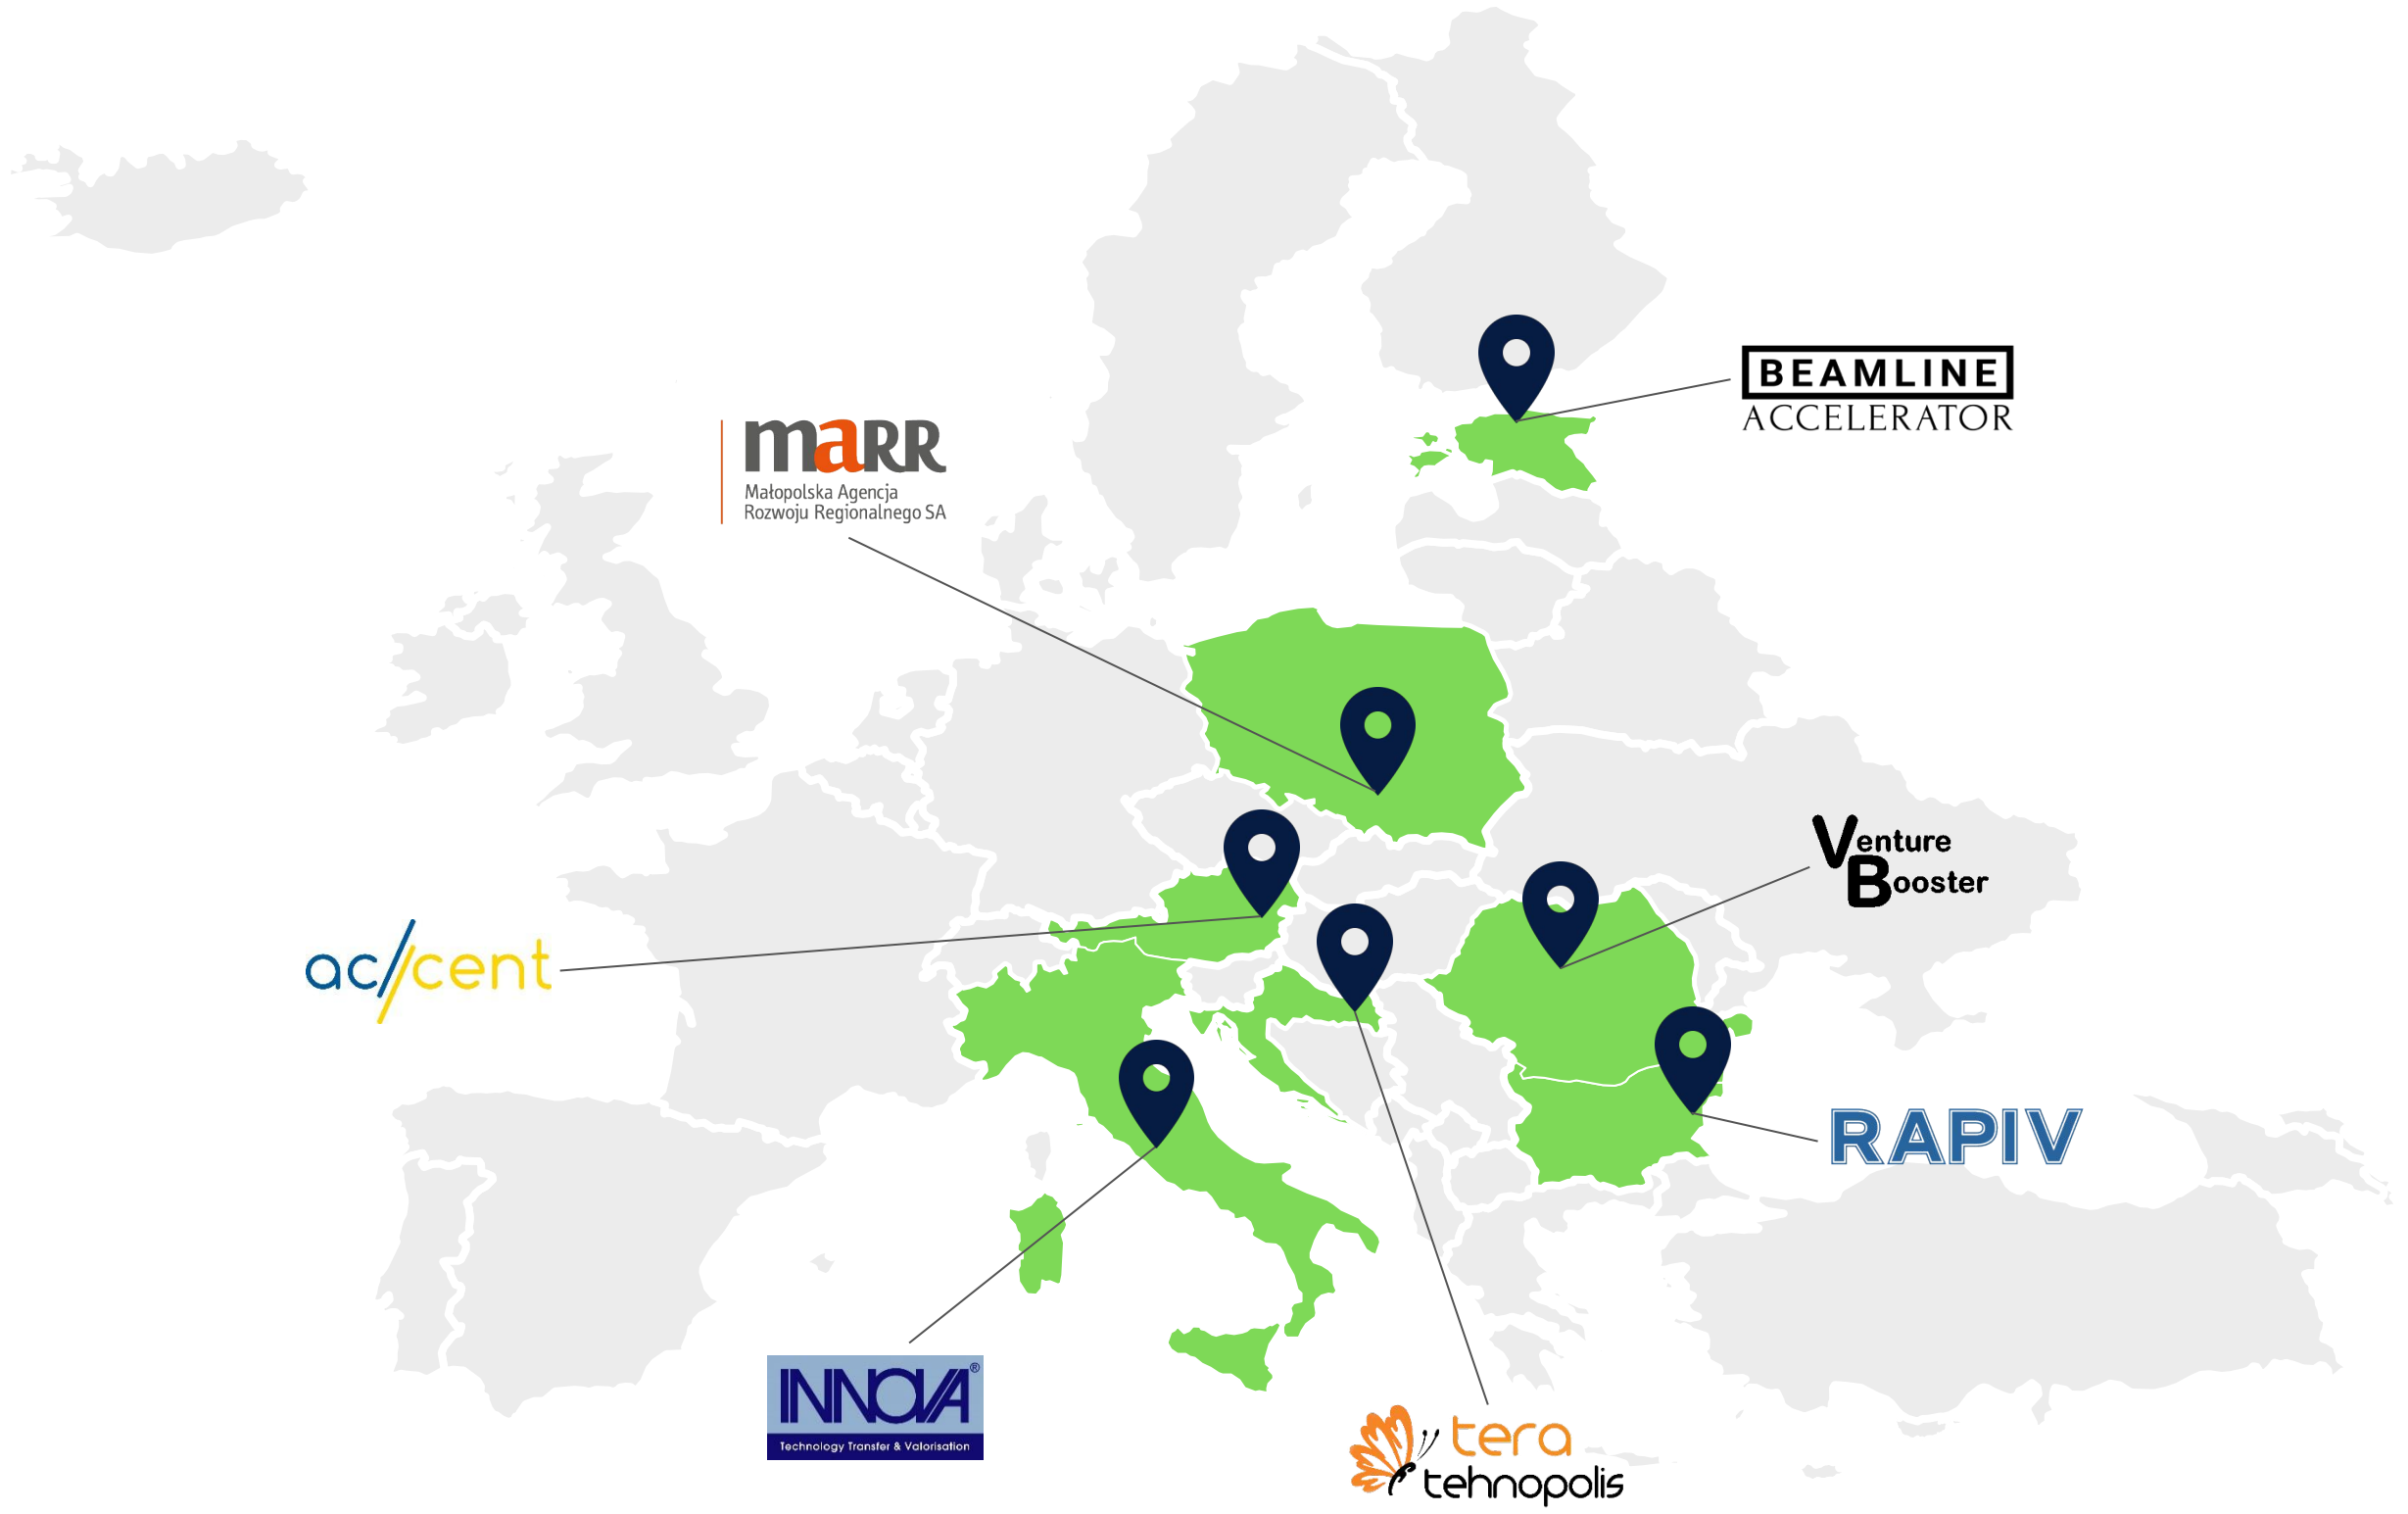 BEAMLINE
ACCELERATOR
maRR
Małopolska Agencja
Rozwoju Regionalnego SA
Venture
Booster
ac//cent
RAPIV
INNOVA®
Technology Transfer & Valorisation
tera
tehnopolis